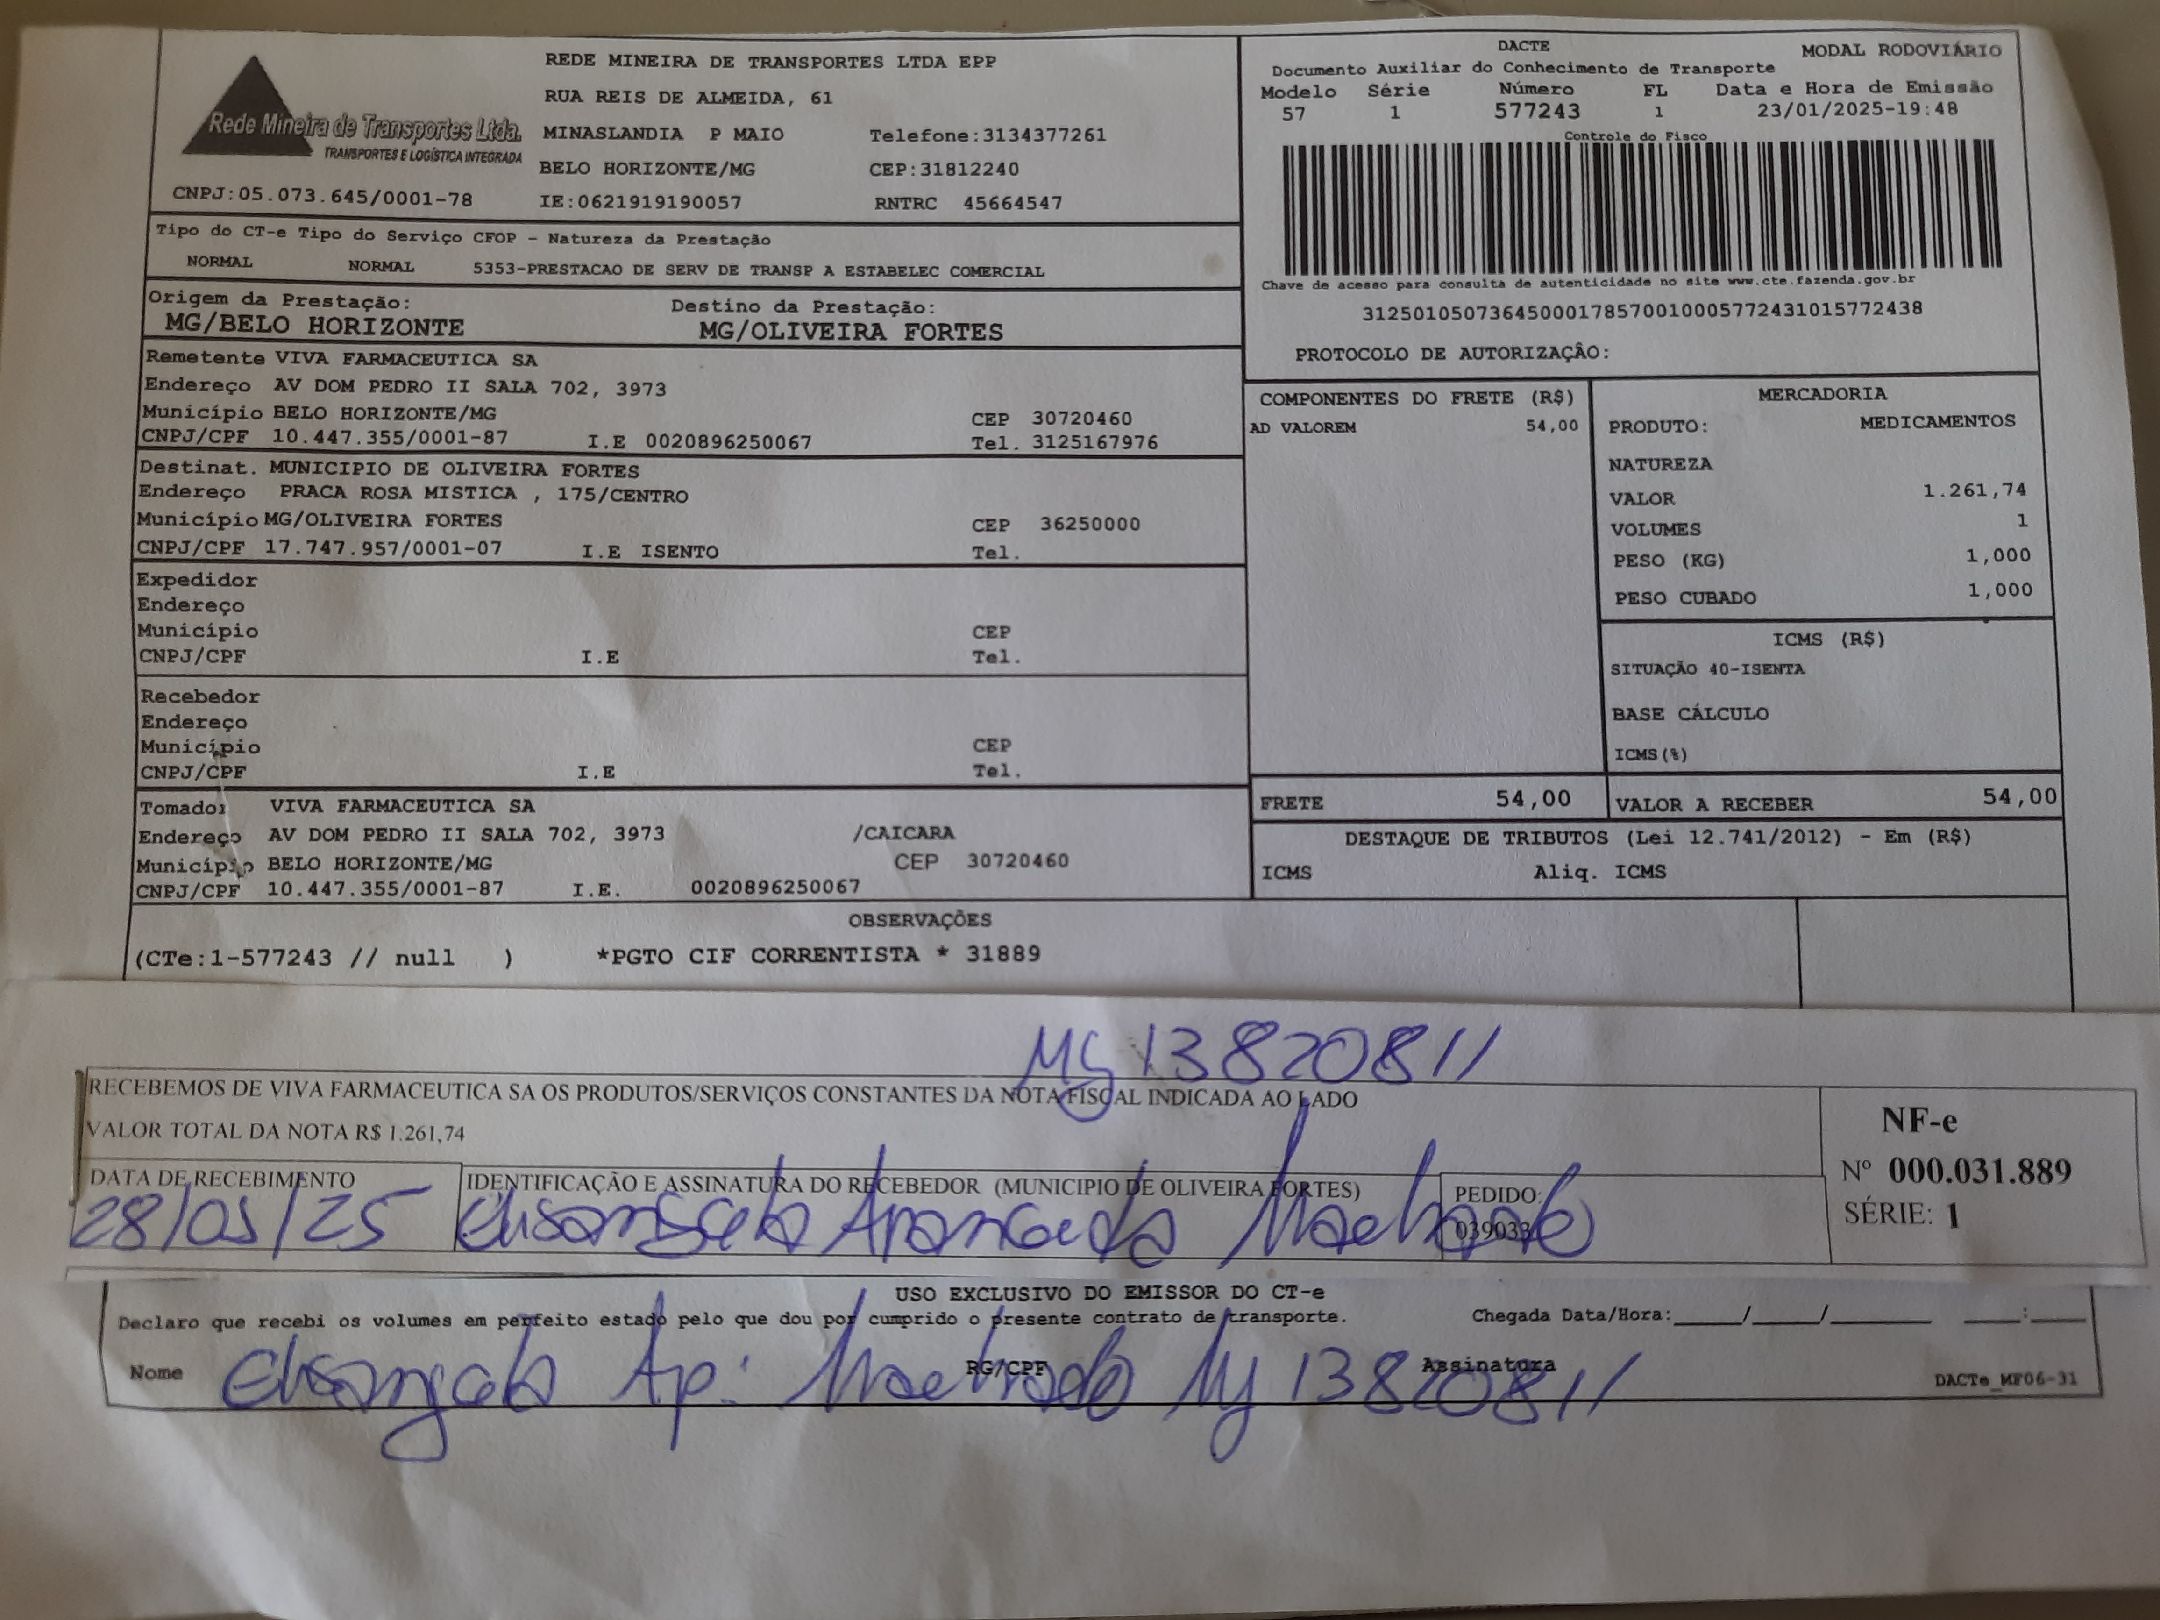 Rede Mineira de Transportes Ltda.
TRANSPORTES E LOGÍSTICA INTEGRADA
CNPJ:05.073.645/0001-78
REDE MINEIRA DE TRANSPORTES LTDA EPP
RUA REIS DE ALMEIDA, 61
MINASLANDIA P MAIO Telefone:3134377261
BELO HORIZONTE/MG CEP:31812240
IE:0621919190057 RNTRC 45664547
DACTE MODAL RODOVIÁRIO
Documento Auxiliar do Conhecimento de Transporte
Modelo Série Número FL Data e Hora de Emissão
57 1 577243 1 23/01/2025-19:48
Controle do Fisco
Chave de acesso para consulta de autenticidade no site www.cte.fazenda.gov.br
31250105073645000178570010005772431015772438
PROTOCOLO DE AUTORIZAÇÂO:
Tipo do CT-e Tipo do Serviço CFOP - Natureza da Prestação
NORMAL NORMAL 5353-PRESTACAO DE SERV DE TRANSP A ESTABELEC COMERCIAL
Origem da Prestação: Destino da Prestação:
MG/BELO HORIZONTE MG/OLIVEIRA FORTES
Remetente VIVA FARMACEUTICA SA
Endereço AV DOM PEDRO II SALA 702, 3973
Município BELO HORIZONTE/MG CEP 30720460
CNPJ/CPF 10.447.355/0001-87 I.E 0020896250067 Tel. 3125167976
Destinat. MUNICIPIO DE OLIVEIRA FORTES
Endereço PRACA ROSA MISTICA , 175/CENTRO
Município MG/OLIVEIRA FORTES CEP 36250000
CNPJ/CPF 17.747.957/0001-07 I.E ISENTO Tel.
Expedidor
Endereço
Município CEP
CNPJ/CPF I.E Tel.
Recebedor
Endereço
Município CEP
CNPJ/CPF I.E Tel.
Tomador VIVA FARMACEUTICA SA
Endereço AV DOM PEDRO II SALA 702, 3973 /CAICARA
Município BELO HORIZONTE/MG CEP 30720460
CNPJ/CPF 10.447.355/0001-87 I.E. 0020896250067
COMPONENTES DO FRETE (R$)
AD VALOREM 54,00
MERCADORIA
PRODUTO: MEDICAMENTOS
NATUREZA
VALOR 1.261,74
VOLUMES 1
PESO (KG) 1,000
PESO CUBADO 1,000
ICMS (R$)
SITUAÇÃO 40-ISENTA
BASE CÁLCULO
ICMS(%)
FRETE 54,00 VALOR A RECEBER 54,00
DESTAQUE DE TRIBUTOS (Lei 12.741/2012) - Em (R$)
ICMS Aliq. ICMS
OBSERVAÇÕES
(CTe:1-577243 // null ) *PGTO CIF CORRENTISTA * 31889
MG 13820811
RECEBEMOS DE VIVA FARMACEUTICA SA OS PRODUTOS/SERVIÇOS CONSTANTES DA NOTA FISCAL INDICADA AO LADO
VALOR TOTAL DA NOTA R$ 1.261,74
DATA DE RECEBIMENTO IDENTIFICAÇÃO E ASSINATURA DO RECEBEDOR (MUNICIPIO DE OLIVEIRA FORTES) PEDIDO:
28/01/25 Elisangela Aparecida Machado 039033
NF-e
Nº 000.031.889
SÉRIE: 1
USO EXCLUSIVO DO EMISSOR DO CT-e
Declaro que recebi os volumes em perfeito estado pelo que dou por cumprido o presente contrato de transporte. Chegada Data/Hora:____/____/______ ___:___
Nome Elisangela Ap. Machado RG/CPF Mg 13820811 Assinatura DACTe_MF06-31